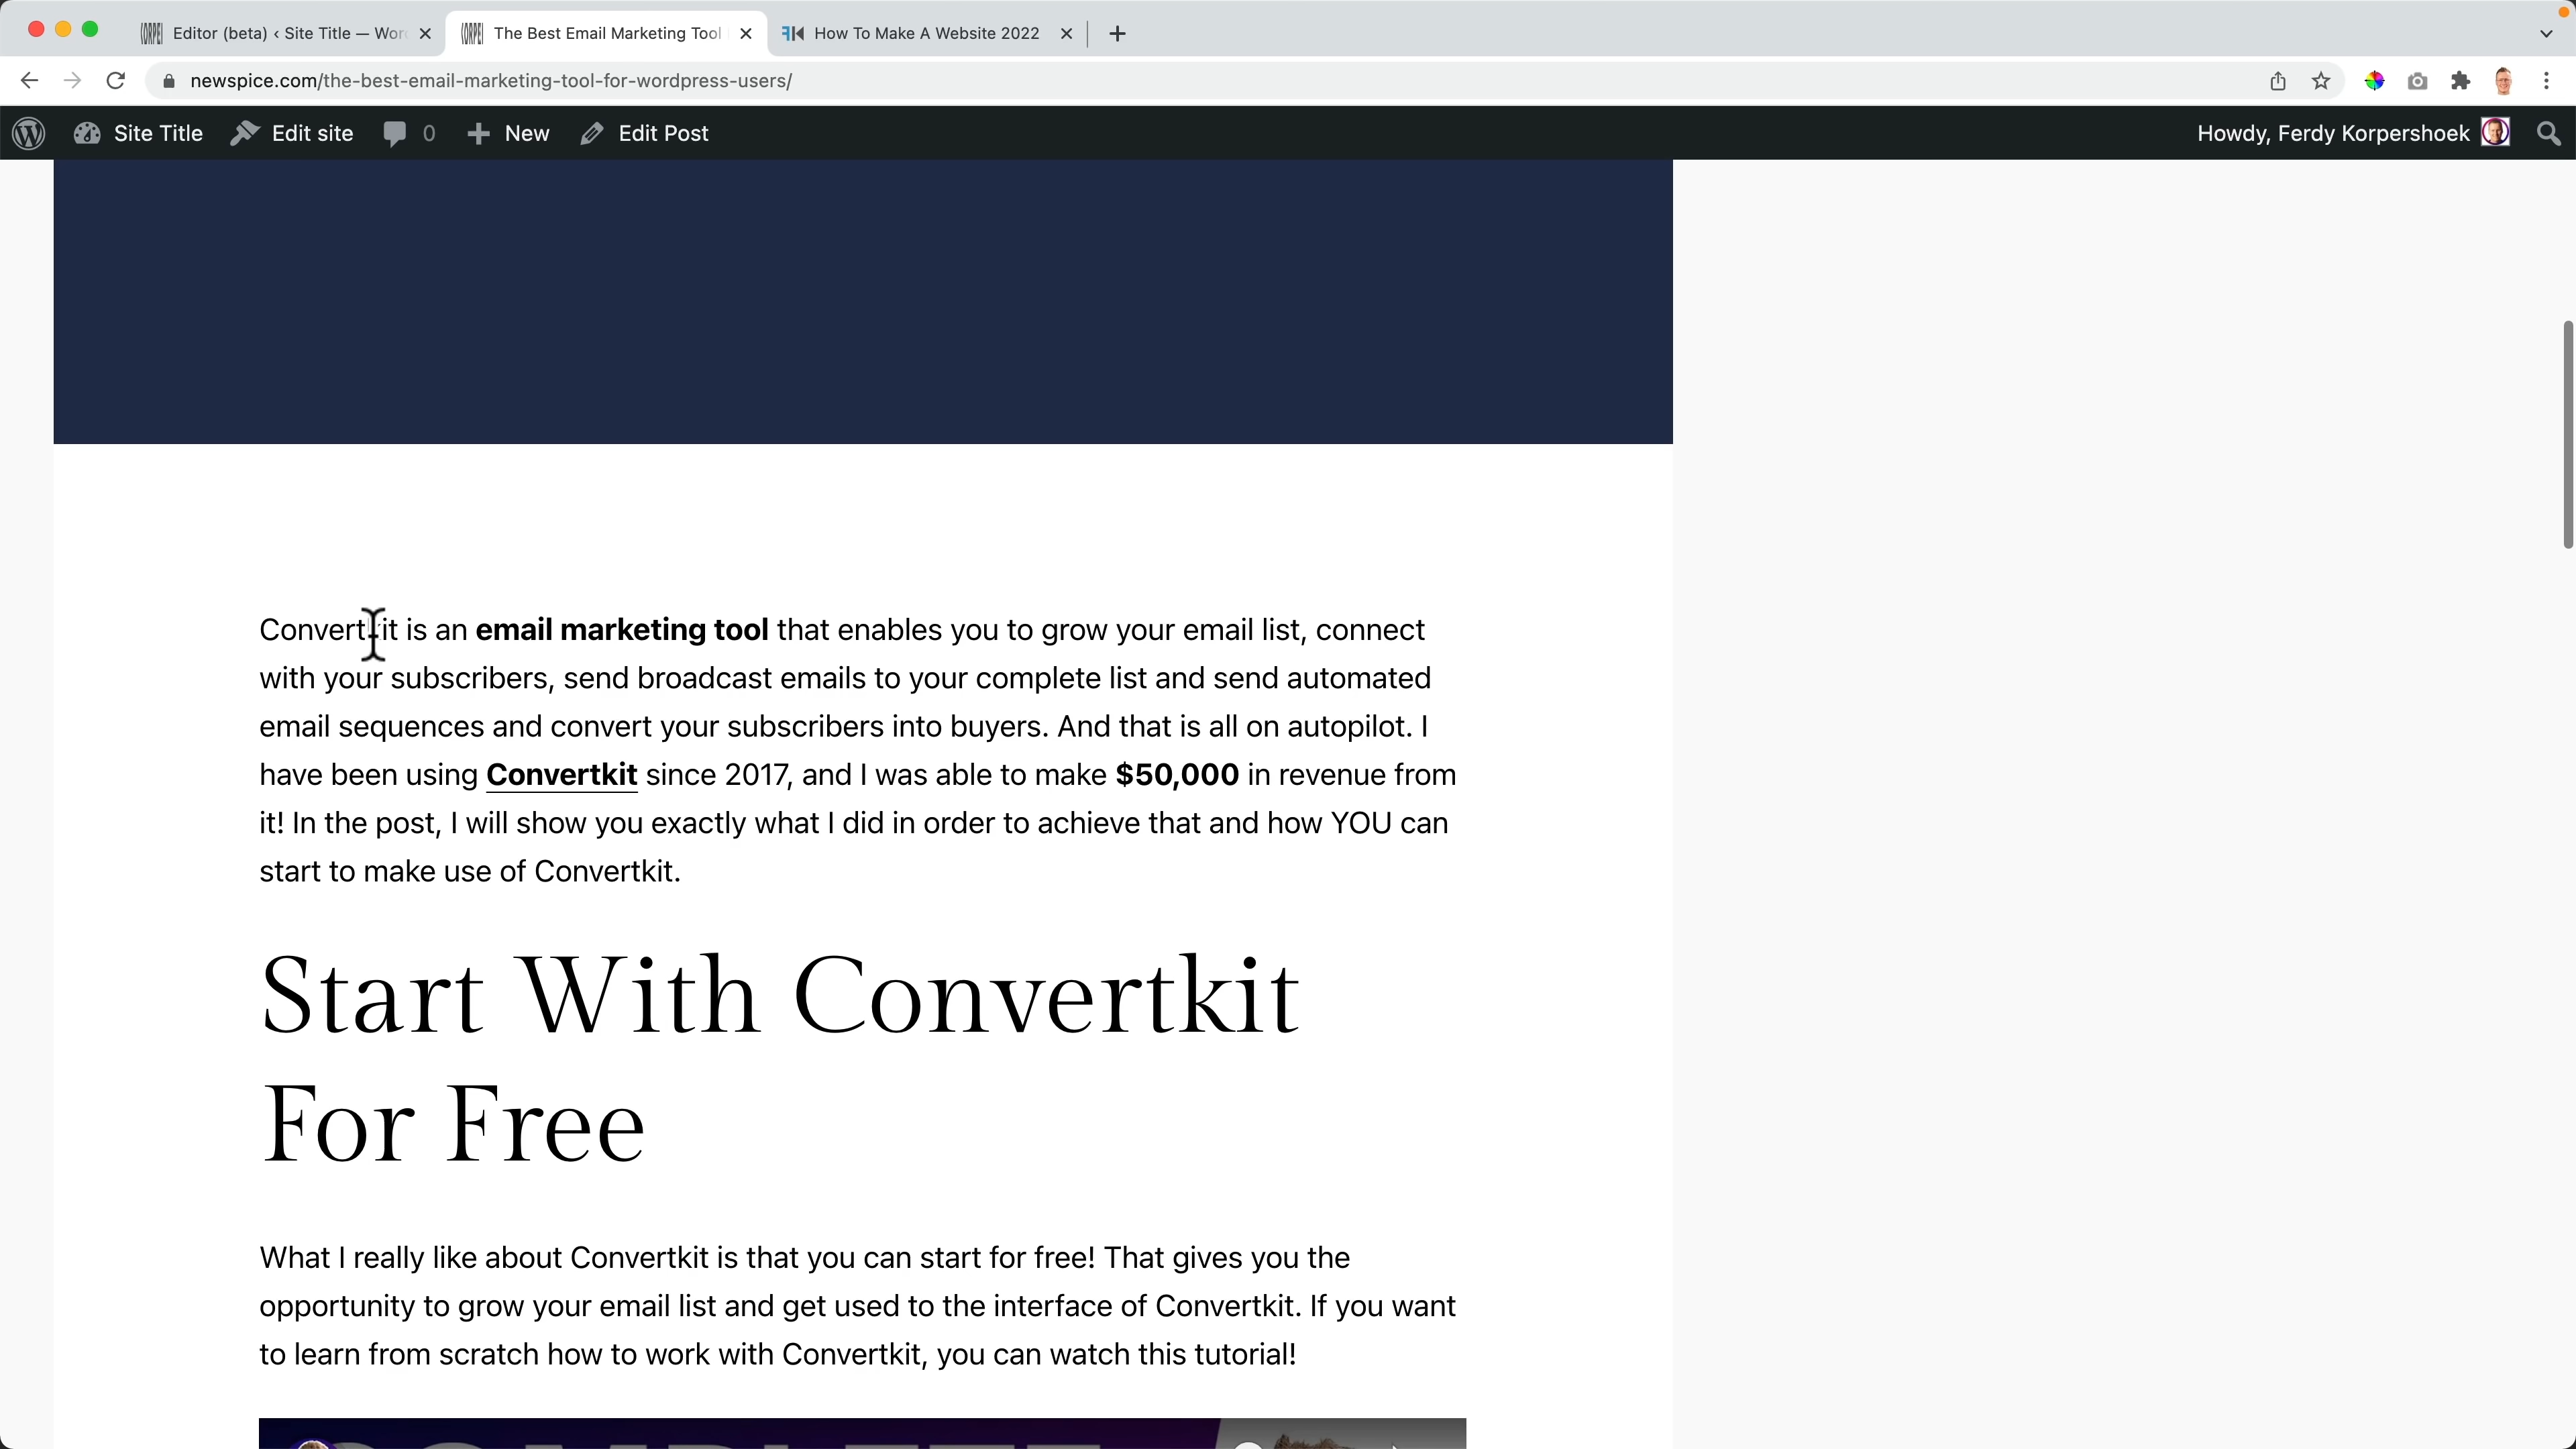 Editor (beta) ‹ Site Title — Wor
The Best Email Marketing Tool
How To Make A Website 2022
newspice.com/the-best-email-marketing-tool-for-wordpress-users/
Site Title
Edit site
0
New
Edit Post
Howdy, Ferdy Korpershoek
Convertkit is an email marketing tool that enables you to grow your email list, connect
with your subscribers, send broadcast emails to your complete list and send automated
email sequences and convert your subscribers into buyers. And that is all on autopilot. I
have been using Convertkit since 2017, and I was able to make $50,000 in revenue from
it! In the post, I will show you exactly what I did in order to achieve that and how YOU can
start to make use of Convertkit.
Start With Convertkit
For Free
What I really like about Convertkit is that you can start for free! That gives you the
opportunity to grow your email list and get used to the interface of Convertkit. If you want
to learn from scratch how to work with Convertkit, you can watch this tutorial!